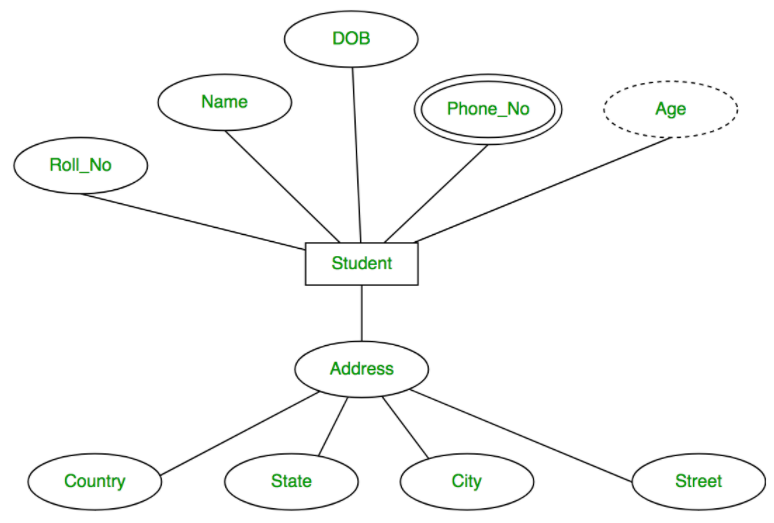 DOB
Name
Phone_No
Age
Roll_No
Student
Address
Country
State
City
Street